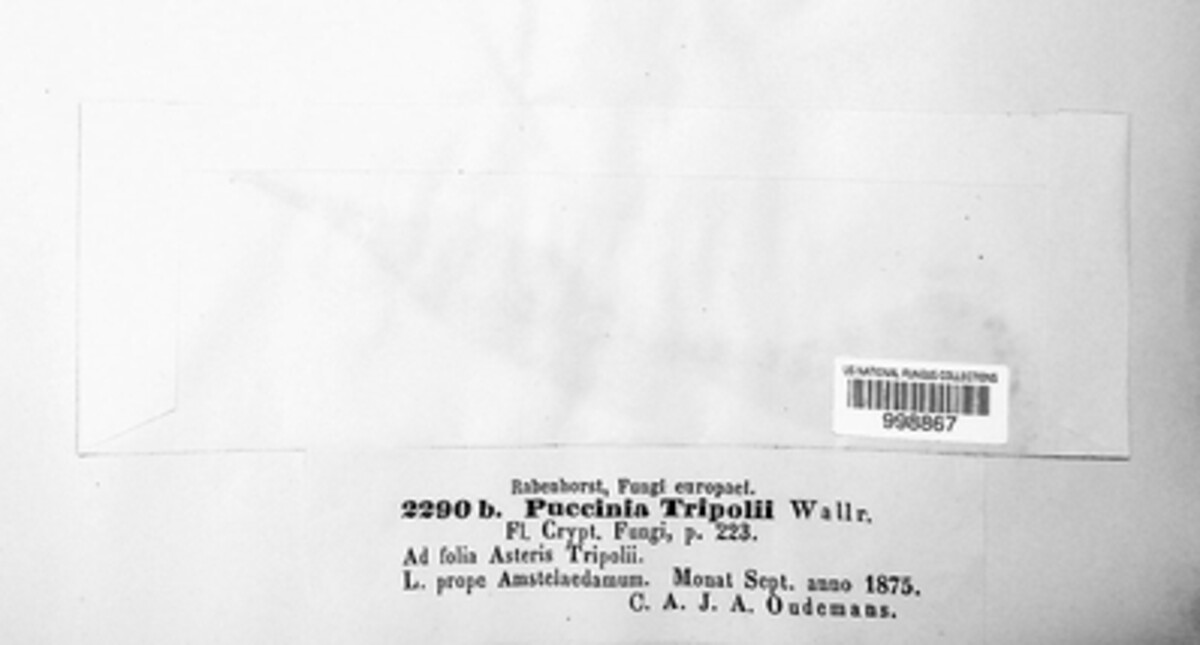 US NATIONAL FUNGUS COLLECTIONS
998867
Rabenhorst, Fungi europaei.
2290 b. Puccinia Tripolii Wallr.
Fl. Crypt. Fungi, p. 223.
Ad folia Asteris Tripolii.
L. prope Amstelaedamum. Monat Sept. anno 1875.
C. A. J. A. Oudemans.